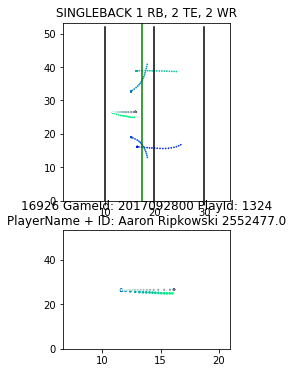 SINGLEBACK 1 RB, 2 TE, 2 WR
50
40
30
20
10
0
10 20 30
16926 GameId: 2017092800 PlayId: 1324
PlayerName + ID: Aaron Ripkowski 2552477.0
40
20
0
10 15 20